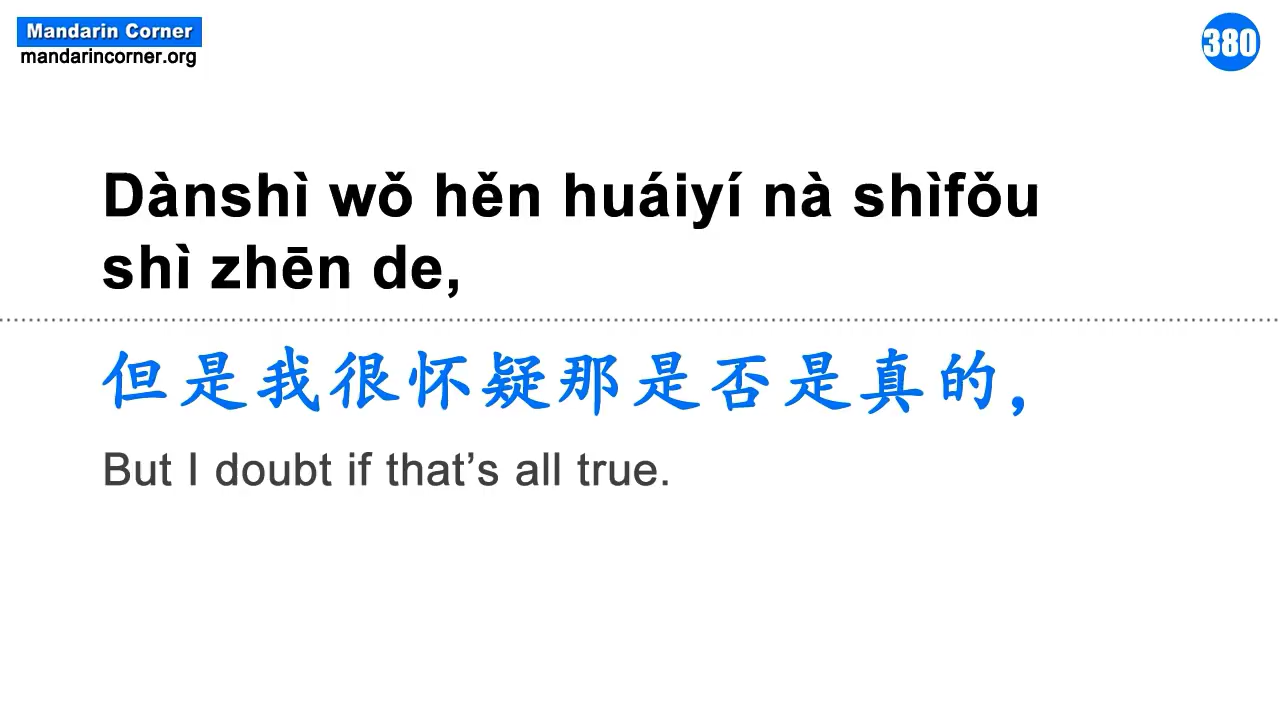 Mandarin Corner
mandarincorner.org
380
Dànshì wǒ hěn huáiyí nà shìfǒu
shì zhēn de,
但是我很怀疑那是否是真的，
But I doubt if that’s all true.